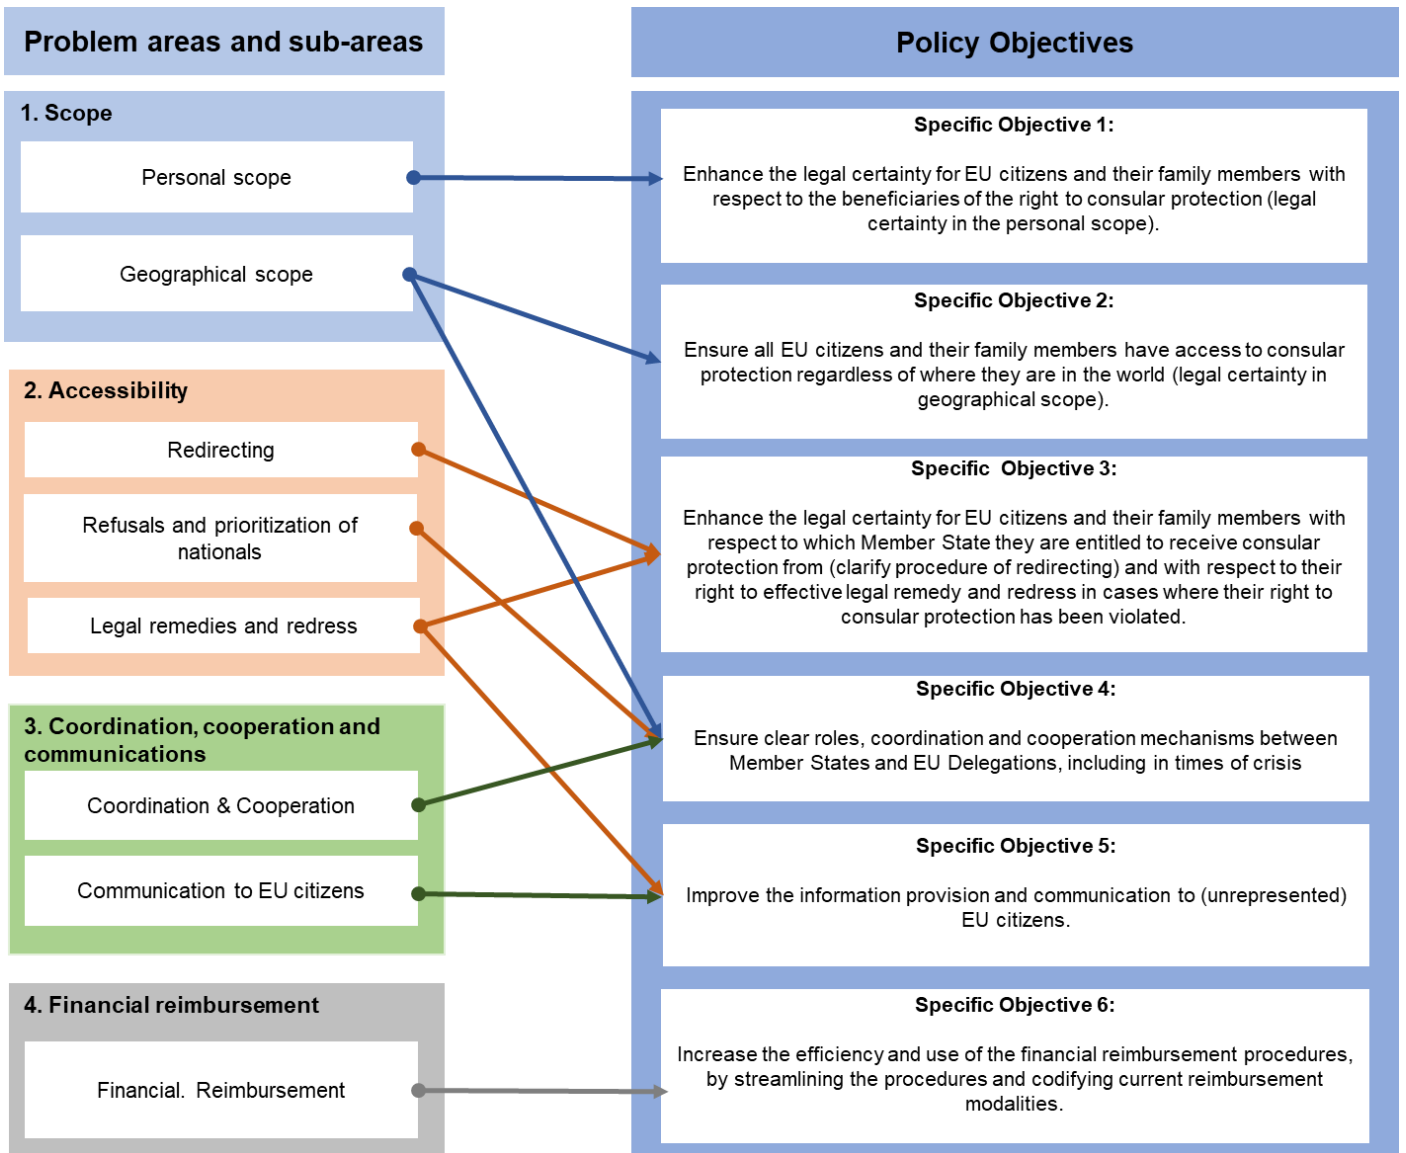 Problem areas and sub-areas
1. Scope
Personal scope
Geographical scope
2. Accessibility
Redirecting
Refusals and prioritization of
nationals
Legal remedies and redress
3. Coordination, cooperation and
communications
Coordination & Cooperation
Communication to EU citizens
4. Financial reimbursement
Financial. Reimbursement
Policy Objectives
Specific Objective 1:
Enhance the legal certainty for EU citizens and their family members with
respect to the beneficiaries of the right to consular protection (legal
certainty in the personal scope).
Specific Objective 2:
Ensure all EU citizens and their family members have access to consular
protection regardless of where they are in the world (legal certainty in
geographical scope).
Specific Objective 3:
Enhance the legal certainty for EU citizens and their family members with
respect to which Member State they are entitled to receive consular
protection from (clarify procedure of redirecting) and with respect to their
right to effective legal remedy and redress in cases where their right to
consular protection has been violated.
Specific Objective 4:
Ensure clear roles, coordination and cooperation mechanisms between
Member States and EU Delegations, including in times of crisis
Specific Objective 5:
Improve the information provision and communication to (unrepresented)
EU citizens.
Specific Objective 6:
Increase the efficiency and use of the financial reimbursement procedures,
by streamlining the procedures and codifying current reimbursement
modalities.